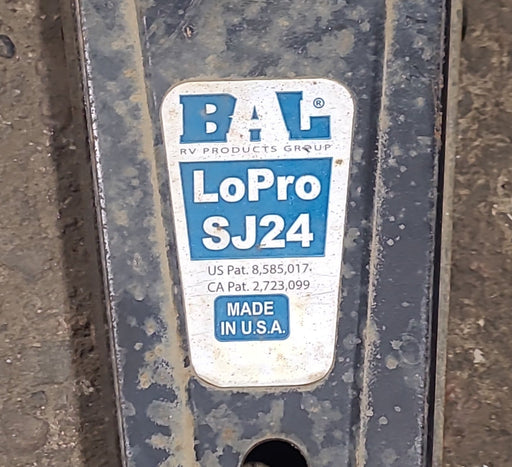 BAL®
RV PRODUCTS GROUP
LoPro
SJ24
US Pat. 8,585,017
CA Pat. 2,723,099
MADE
IN U.S.A.